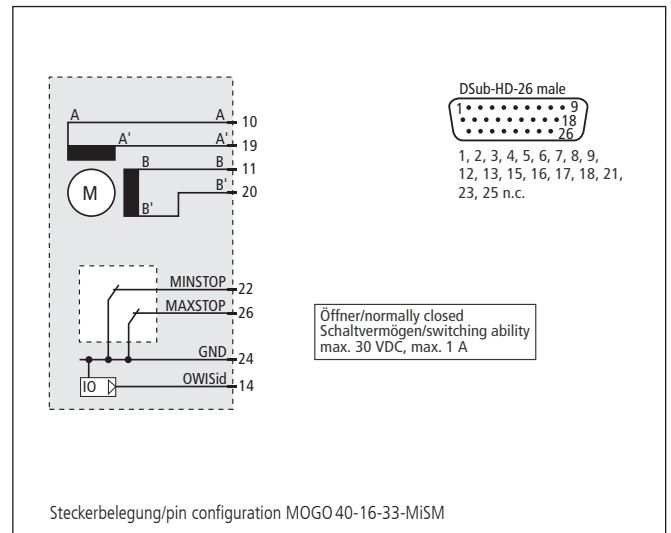 A A 10
A' A' 19
B B 11
M
B' B' 20
MINSTOP 22
MAXSTOP 26
GND 24
IO OWISid 14
DSub-HD-26 male
1 9
18
26
1, 2, 3, 4, 5, 6, 7, 8, 9,
12, 13, 15, 16, 17, 18, 21,
23, 25 n.c.
Öffner/normally closed
Schaltvermögen/switching ability
max. 30 VDC, max. 1 A
Steckerbelegung/pin configuration MOGO 40-16-33-MiSM